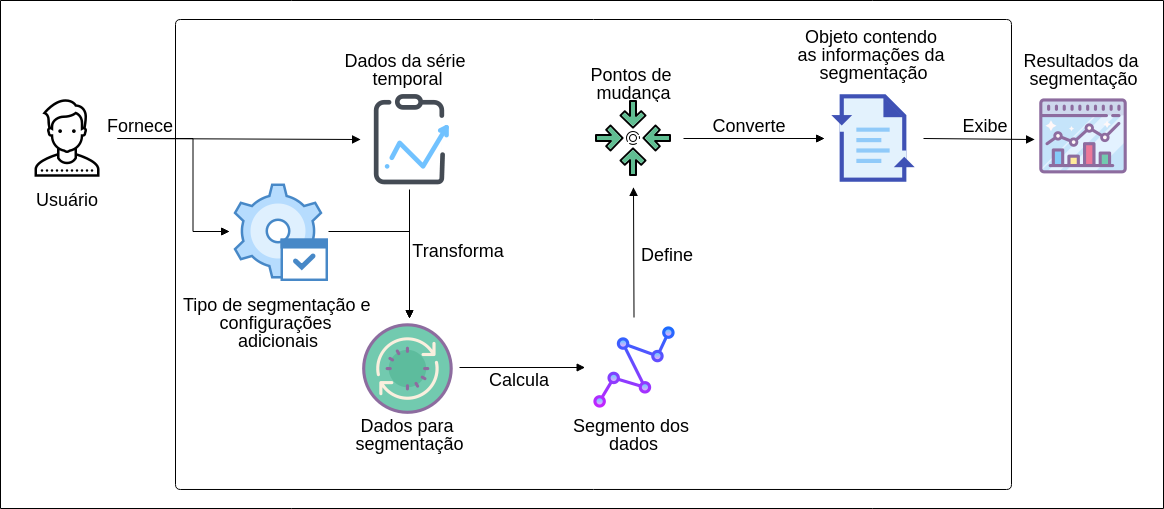 Fornece
Usuário
Dados da série
temporal
Tipo de segmentação e
configurações
adicionais
Transforma
Dados para
segmentação
Calcula
Segmento dos
dados
Define
Pontos de
mudança
Converte
Objeto contendo
as informações da
segmentação
Exibe
Resultados da
segmentação